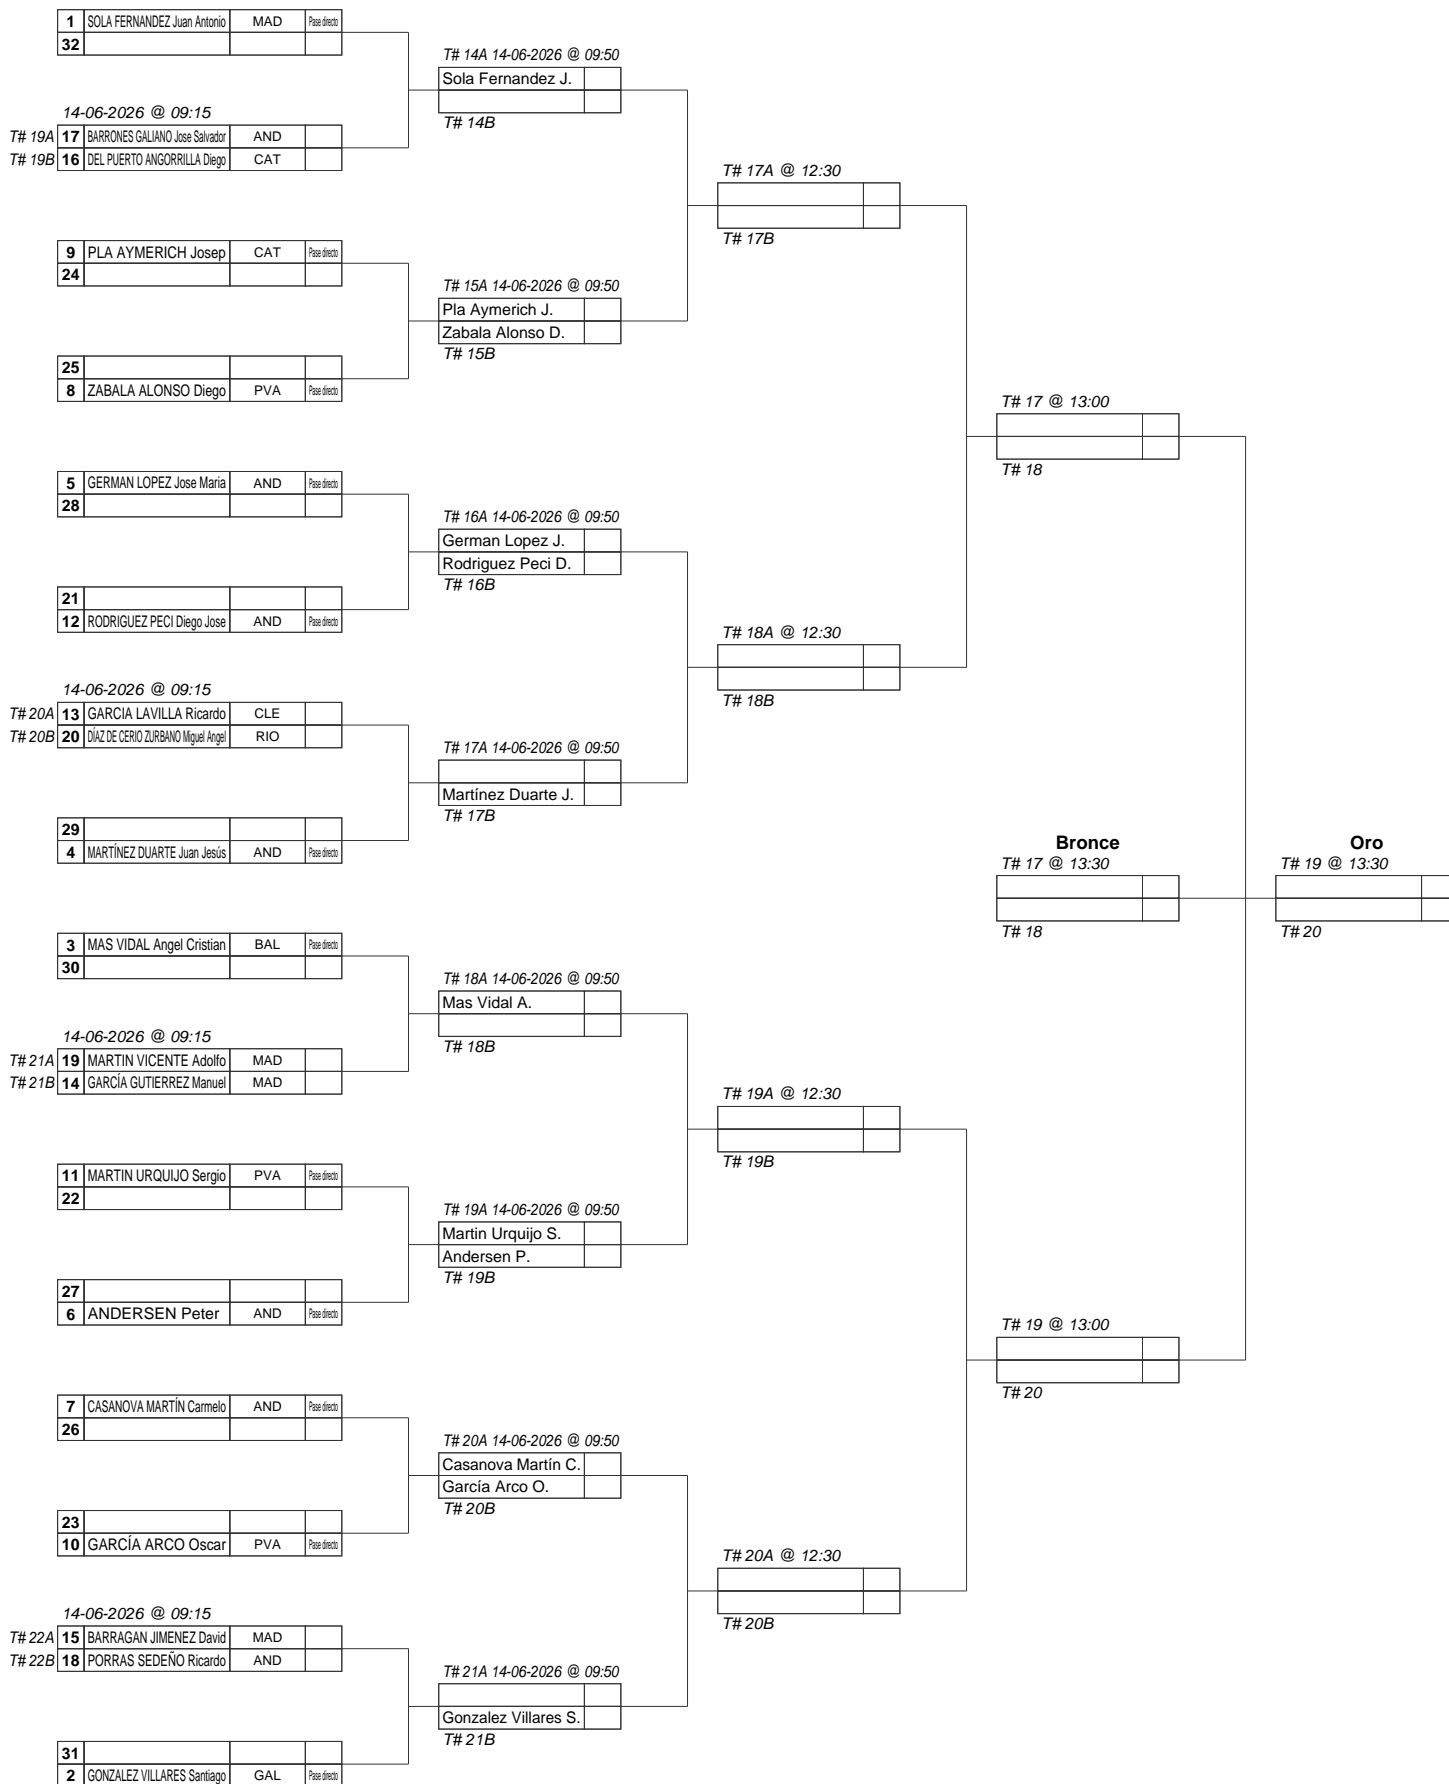 1 SOLA FERNANDEZ Juan Antonio MAD Pase directo
32
T# 14A 14-06-2026 @ 09:50
Sola Fernandez J.
14-06-2026 @ 09:15
T# 14B
T# 19A 17 BARRONES GALIANO Jose Salvador AND
T# 19B 16 DEL PUERTO ANGORRILLA Diego CAT
T# 17A @ 12:30
T# 17B
9 PLA AYMERICH Josep CAT Pase directo
24
T# 15A 14-06-2026 @ 09:50
Pla Aymerich J.
Zabala Alonso D.
T# 15B
25
8 ZABALA ALONSO Diego PVA Pase directo
T# 17 @ 13:00
T# 18
5 GERMAN LOPEZ Jose Maria AND Pase directo
28
T# 16A 14-06-2026 @ 09:50
German Lopez J.
Rodriguez Peci D.
T# 16B
21
12 RODRIGUEZ PECI Diego Jose AND Pase directo
T# 18A @ 12:30
T# 18B
14-06-2026 @ 09:15
T# 20A 13 GARCIA LAVILLA Ricardo CLE
T# 20B 20 DÍAZ DE CERIO ZURBANO Miguel Angel RIO
T# 17A 14-06-2026 @ 09:50
Martínez Duarte J.
T# 17B
29
4 MARTÍNEZ DUARTE Juan Jesús AND Pase directo
Bronce Oro
T# 17 @ 13:30 T# 19 @ 13:30
T# 18 T# 20
3 MAS VIDAL Angel Cristian BAL Pase directo
30
T# 18A 14-06-2026 @ 09:50
Mas Vidal A.
14-06-2026 @ 09:15
T# 18B
T# 21A 19 MARTIN VICENTE Adolfo MAD
T# 21B 14 GARCÍA GUTIERREZ Manuel MAD
T# 19A @ 12:30
T# 19B
11 MARTIN URQUIJO Sergio PVA Pase directo
22
T# 19A 14-06-2026 @ 09:50
Martin Urquijo S.
Andersen P.
T# 19B
27
6 ANDERSEN Peter AND Pase directo
T# 19 @ 13:00
T# 20
7 CASANOVA MARTÍN Carmelo AND Pase directo
26
T# 20A 14-06-2026 @ 09:50
Casanova Martín C.
García Arco O.
T# 20B
23
10 GARCÍA ARCO Oscar PVA Pase directo
T# 20A @ 12:30
T# 20B
14-06-2026 @ 09:15
T# 22A 15 BARRAGAN JIMENEZ David MAD
T# 22B 18 PORRAS SEDEÑO Ricardo AND
T# 21A 14-06-2026 @ 09:50
Gonzalez Villares S.
T# 21B
31
2 GONZALEZ VILLARES Santiago GAL Pase directo